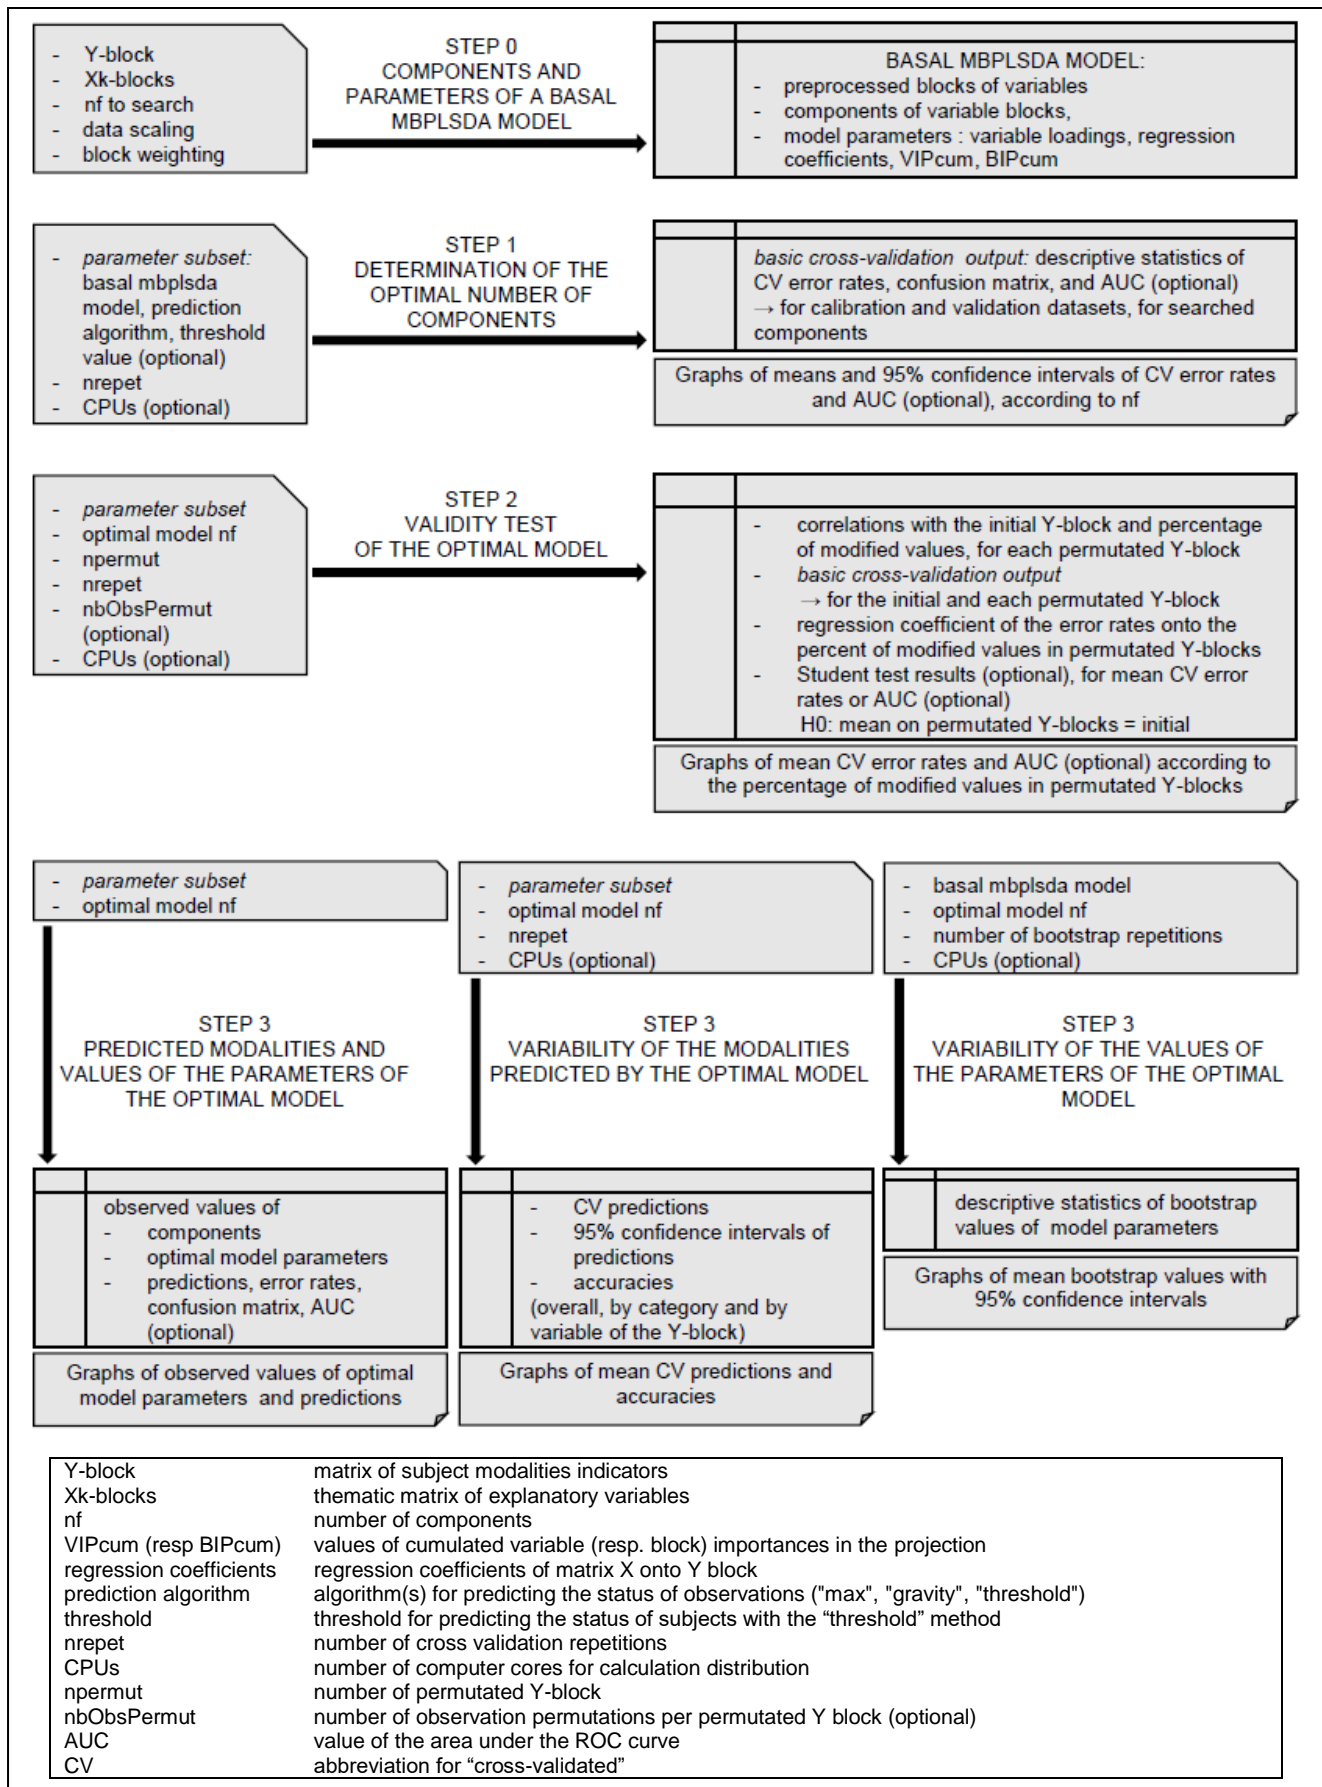 - Y-block
- Xk-blocks
- nf to search
- data scaling
- block weighting
STEP 0
COMPONENTS AND
PARAMETERS OF A BASAL
MBPLSDA MODEL
BASAL MBPLSDA MODEL:
- preprocessed blocks of variables
- components of variable blocks,
- model parameters : variable loadings, regression
coefficients, VIPcum, BIPcum
- parameter subset:
basal mbplsda
model, prediction
algorithm, threshold
value (optional)
- nrepet
- CPUs (optional)
STEP 1
DETERMINATION OF THE
OPTIMAL NUMBER OF
COMPONENTS
basic cross-validation output: descriptive statistics of
CV error rates, confusion matrix, and AUC (optional)
→ for calibration and validation datasets, for searched
components
Graphs of means and 95% confidence intervals of CV error rates
and AUC (optional), according to nf
- parameter subset
- optimal model nf
- npermut
- nrepet
- nbObsPermut
(optional)
- CPUs (optional)
STEP 2
VALIDITY TEST
OF THE OPTIMAL MODEL
- correlations with the initial Y-block and percentage
of modified values, for each permutated Y-block
- basic cross-validation output
→ for the initial and each permutated Y-block
- regression coefficient of the error rates onto the
percent of modified values in permutated Y-blocks
- Student test results (optional), for mean CV error
rates or AUC (optional)
H0: mean on permutated Y-blocks = initial
Graphs of mean CV error rates and AUC (optional) according to
the percentage of modified values in permutated Y-blocks
- parameter subset
- optimal model nf
STEP 3
PREDICTED MODALITIES AND
VALUES OF THE PARAMETERS OF
THE OPTIMAL MODEL
observed values of
- components
- optimal model parameters
- predictions, error rates,
confusion matrix, AUC
(optional)
Graphs of observed values of optimal
model parameters and predictions
- parameter subset
- optimal model nf
- nrepet
- CPUs (optional)
STEP 3
VARIABILITY OF THE MODALITIES
PREDICTED BY THE OPTIMAL MODEL
- CV predictions
- 95% confidence intervals of
predictions
- accuracies
(overall, by category and by
variable of the Y-block)
Graphs of mean CV predictions and
accuracies
- basal mbplsda model
- optimal model nf
- number of bootstrap repetitions
- CPUs (optional)
STEP 3
VARIABILITY OF THE VALUES OF
THE PARAMETERS OF THE OPTIMAL
MODEL
descriptive statistics of bootstrap
values of model parameters
Graphs of mean bootstrap values with
95% confidence intervals
Y-block matrix of subject modalities indicators
Xk-blocks thematic matrix of explanatory variables
nf number of components
VIPcum (resp BIPcum) values of cumulated variable (resp. block) importances in the projection
regression coefficients regression coefficients of matrix X onto Y block
prediction algorithm algorithm(s) for predicting the status of observations ("max", "gravity", "threshold")
threshold threshold for predicting the status of subjects with the “threshold” method
nrepet number of cross validation repetitions
CPUs number of computer cores for calculation distribution
npermut number of permutated Y-block
nbObsPermut number of observation permutations per permutated Y block (optional)
AUC value of the area under the ROC curve
CV abbreviation for “cross-validated”